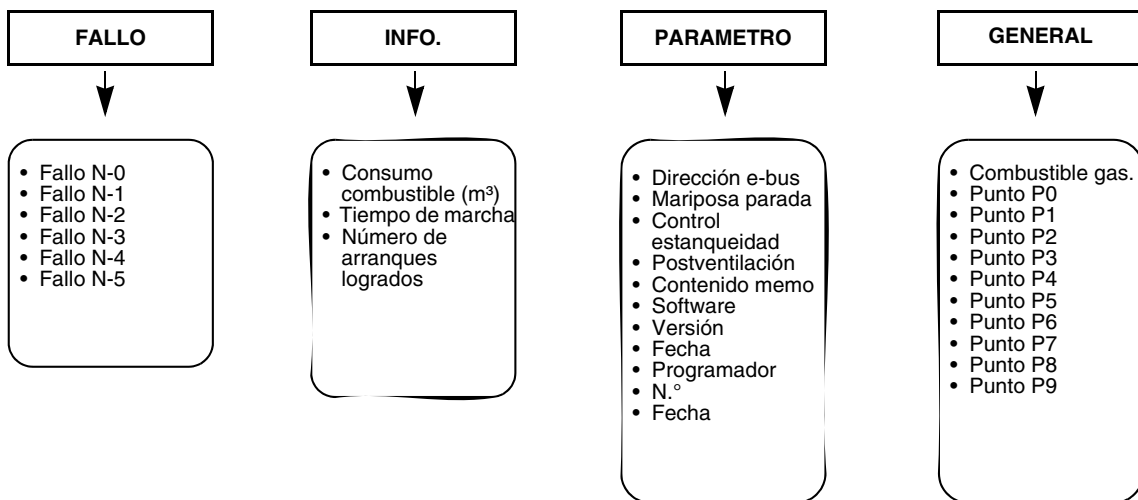 FALLO
• Fallo N-0
• Fallo N-1
• Fallo N-2
• Fallo N-3
• Fallo N-4
• Fallo N-5
INFO.
• Consumo
combustible (m³)
• Tiempo de marcha
• Número de
arranques
logrados
PARAMETRO
• Dirección e-bus
• Mariposa parada
• Control
estanqueidad
• Postventilación
• Contenido memo
• Software
• Versión
• Fecha
• Programador
• N.°
• Fecha
GENERAL
• Combustible gas.
• Punto P0
• Punto P1
• Punto P2
• Punto P3
• Punto P4
• Punto P5
• Punto P6
• Punto P7
• Punto P8
• Punto P9